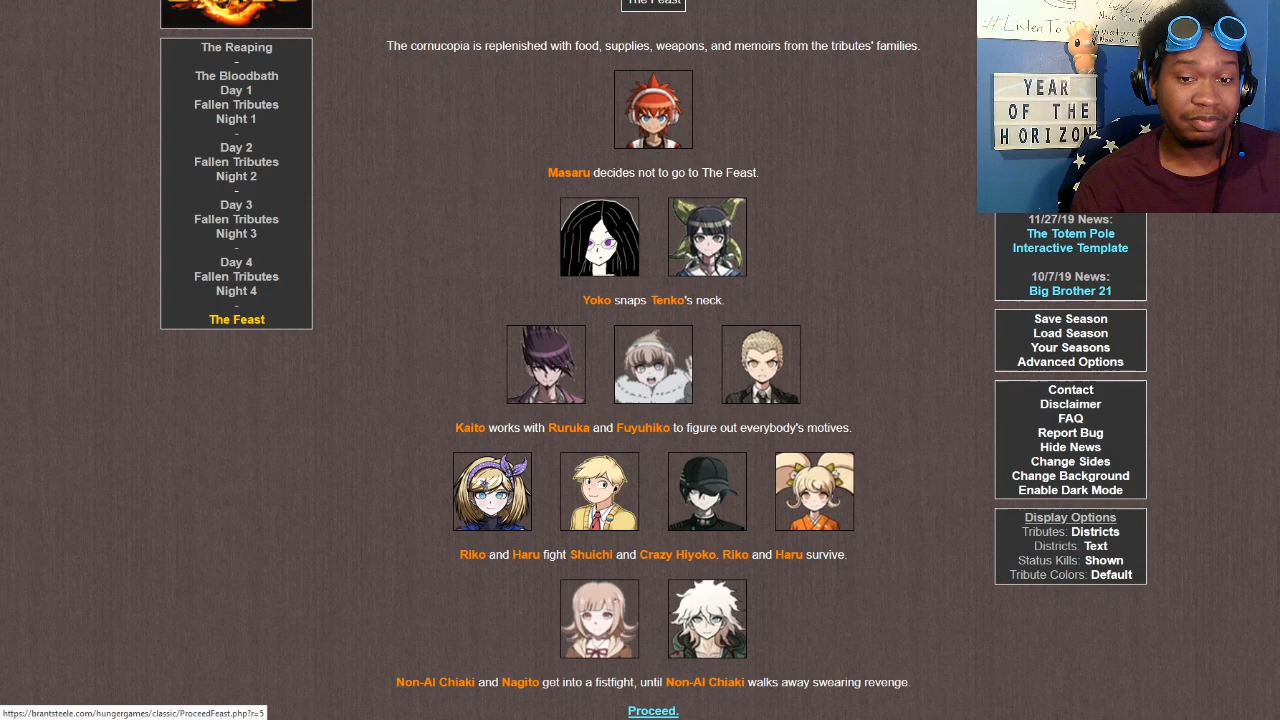 The Feast
The cornucopia is replenished with food, supplies, weapons, and memoirs from the tributes' families.
Masaru decides not to go to The Feast.
Yoko snaps Tenko's neck.
Kaito works with Ruruka and Fuyuhiko to figure out everybody's motives.
Riko and Haru fight Shuichi and Crazy Hiyoko. Riko and Haru survive.
Non-AI Chiaki and Nagito get into a fistfight, until Non-AI Chiaki walks away swearing revenge.
Proceed.
The Reaping
-
The Bloodbath
Day 1
Fallen Tributes
Night 1
-
Day 2
Fallen Tributes
Night 2
-
Day 3
Fallen Tributes
Night 3
-
Day 4
Fallen Tributes
Night 4
-
The Feast
#ListenTo
YEAR
OF THE
HORIZON
11/27/19 News:
The Totem Pole
Interactive Template
10/7/19 News:
Big Brother 21
Save Season
Load Season
Your Seasons
Advanced Options
Contact
Disclaimer
FAQ
Report Bug
Hide News
Change Sides
Change Background
Enable Dark Mode
Display Options
Tributes: Districts
Districts: Text
Status Kills: Shown
Tribute Colors: Default
https://brantsteele.com/hungergames/classic/ProceedFeast.php?r=5